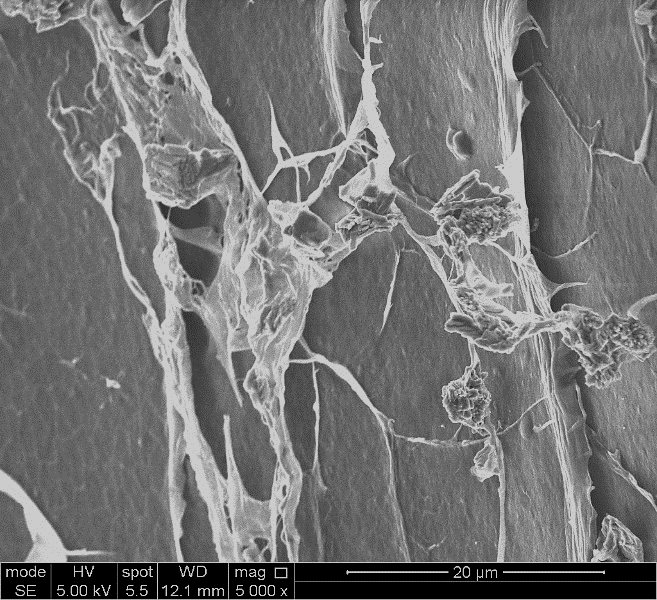 mode HV spot WD mag □
SE 5.00 kV 5.5 12.1 mm 5 000 x
20 µm